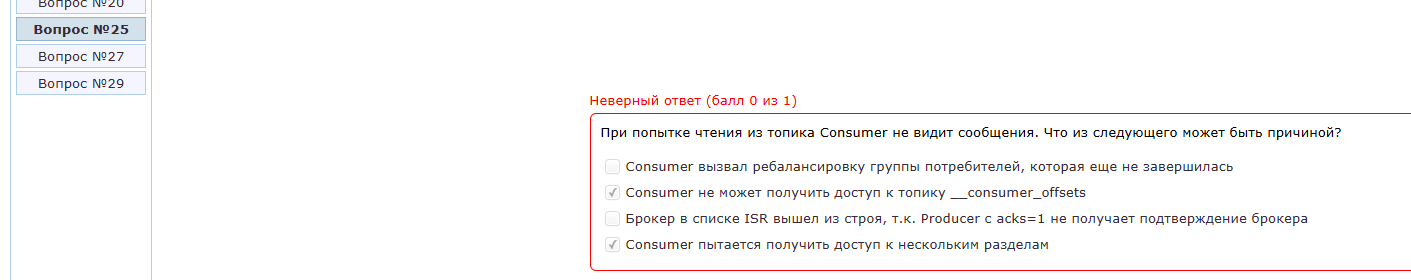 Вопрос №20
Вопрос №25
Вопрос №27
Вопрос №29
Неверный ответ (балл 0 из 1)
При попытке чтения из топика Consumer не видит сообщения. Что из следующего может быть причиной?
Consumer вызвал ребалансировку группы потребителей, которая еще не завершилась
Consumer не может получить доступ к топику __consumer_offsets
Брокер в списке ISR вышел из строя, т.к. Producer с acks=1 не получает подтверждение брокера
Consumer пытается получить доступ к нескольким разделам